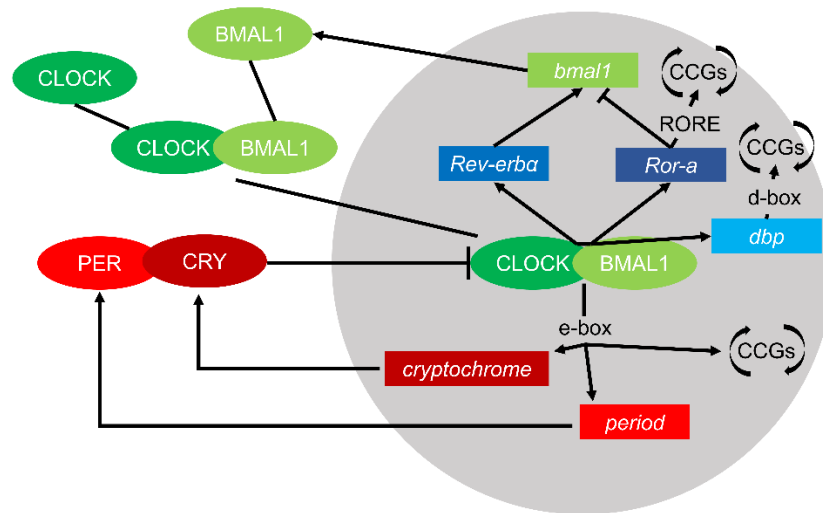 BMAL1
CLOCK
bmal1
CCGs
RORE
CLOCK
BMAL1
Rev-erbα
Ror-a
CCGs
d-box
dbp
PER
CRY
CLOCK
BMAL1
e-box
CCGs
cryptochrome
period